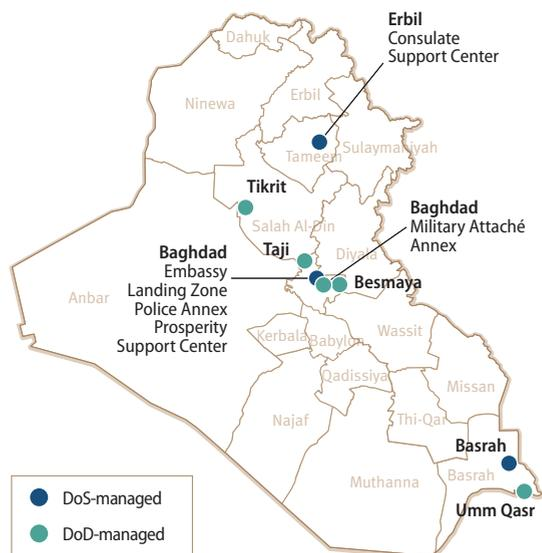 Erbil
Consulate
Support Center
Dahuk
Ninewa
Erbil
Tameem
Sulaymaniyah
Tikrit
Salah Al-Din
Baghdad
Military Attaché
Annex
Taji
Diyala
Baghdad
Embassy
Landing Zone
Police Annex
Prosperity
Support Center
Besmaya
Anbar
Kerbala
Babylon
Wassit
Qadissiya
Missan
Najaf
Thi-Qar
Basrah
Basrah
Muthanna
Umm Qasr
DoS-managed
DoD-managed